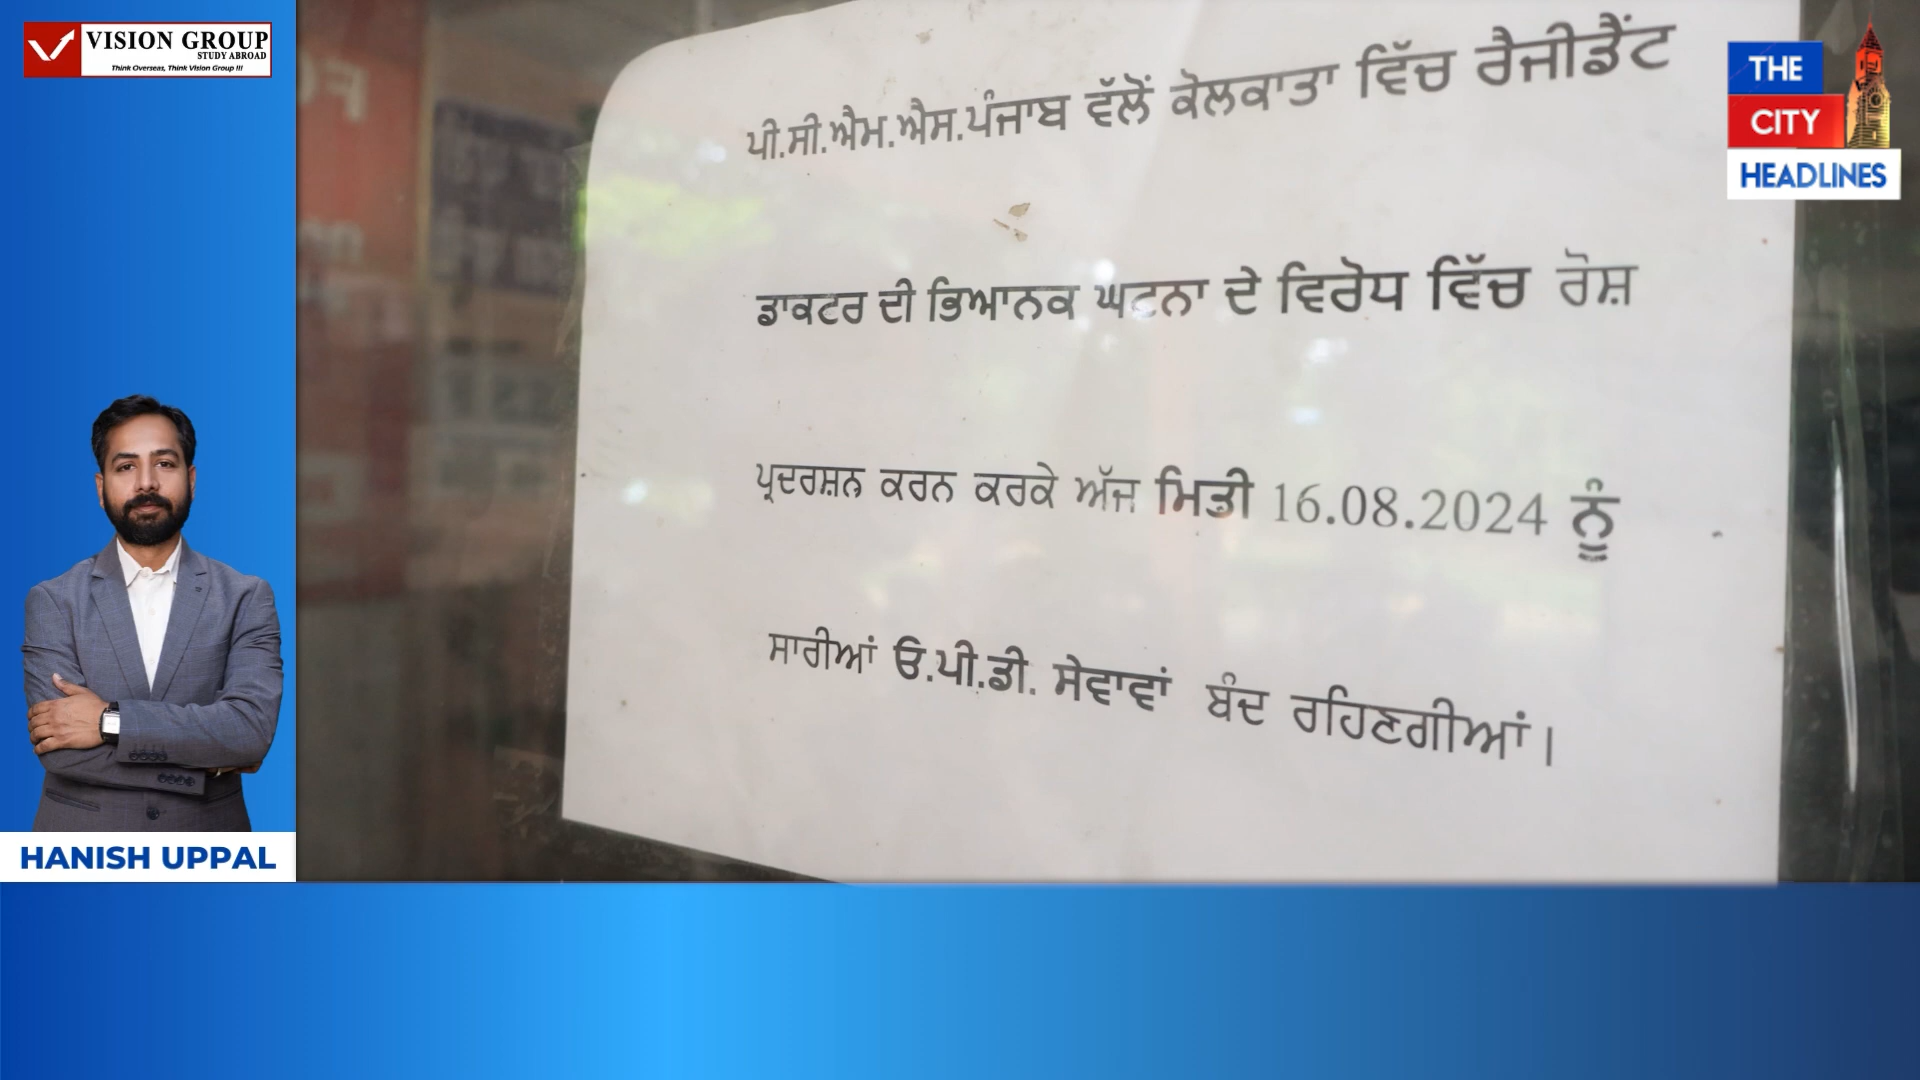 VISION GROUP
STUDY ABROAD
Think Overseas, Think Vision Group !!!
THE
CITY
HEADLINES
ਪੀ.ਸੀ.ਐਮ.ਐਸ.ਪੰਜਾਬ ਵੱਲੋਂ ਕੋਲਕਾਤਾ ਵਿੱਚ ਰੈਜੀਡੈਂਟ
ਡਾਕਟਰ ਦੀ ਭਿਆਨਕ ਘਟਨਾ ਦੇ ਵਿਰੋਧ ਵਿੱਚ ਰੋਸ਼
ਪ੍ਰਦਰਸ਼ਨ ਕਰਨ ਕਰਕੇ ਅੱਜ ਮਿਤੀ 16.08.2024 ਨੂੰ
ਸਾਰੀਆਂ ਓ.ਪੀ.ਡੀ. ਸੇਵਾਵਾਂ ਬੰਦ ਰਹਿਣਗੀਆਂ।
HANISH UPPAL